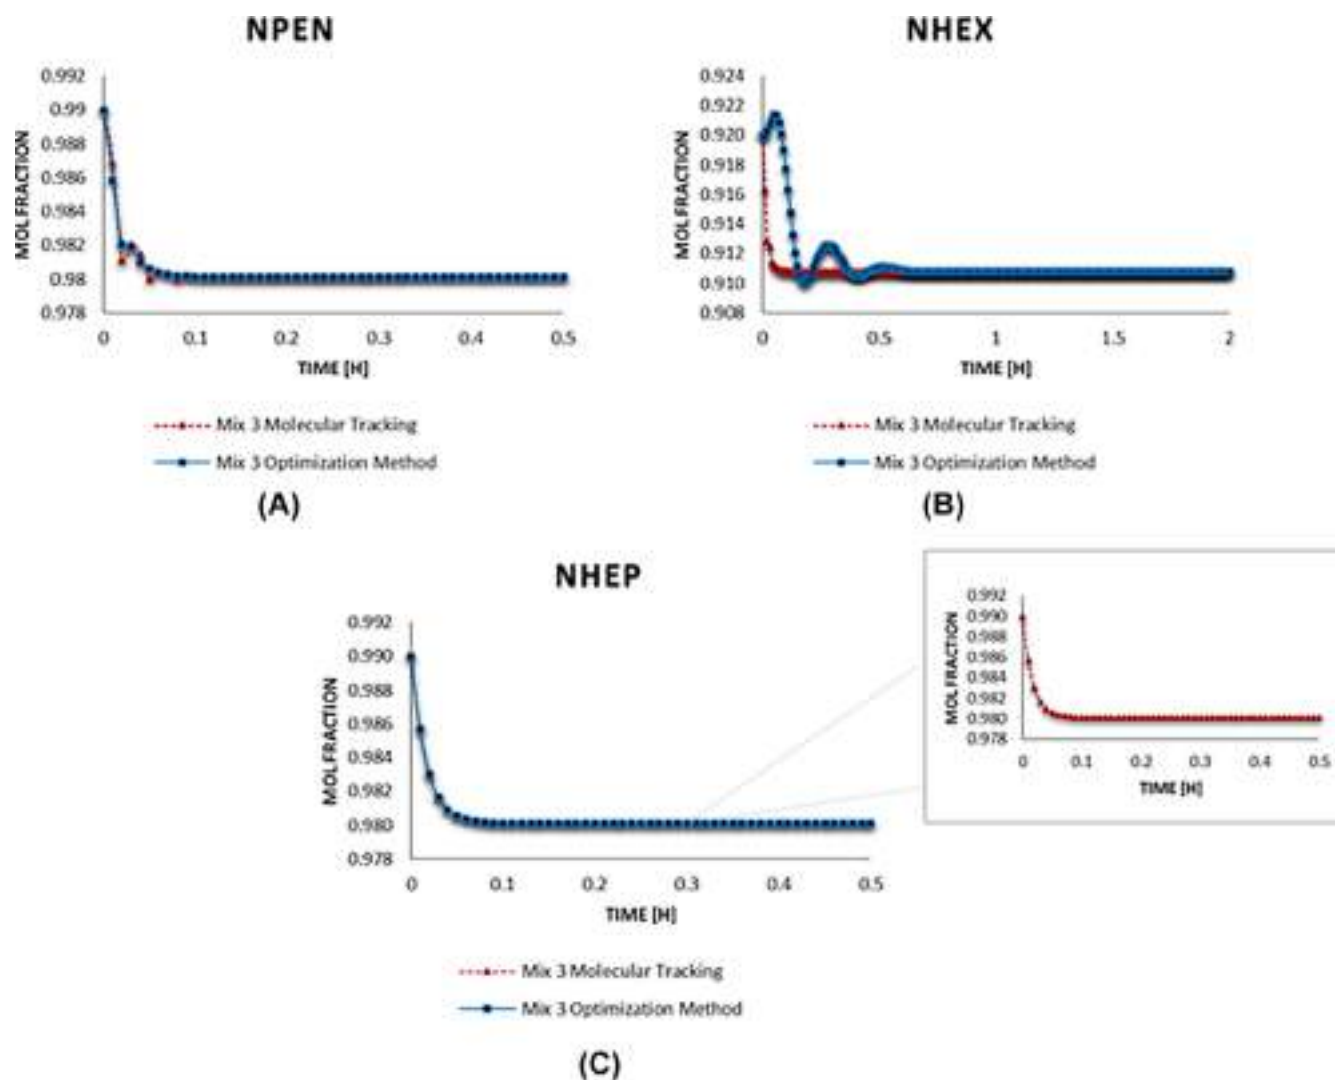 NPEN
MOL FRACTION
0.992
0.99
0.988
0.986
0.984
0.982
0.98
0.978
0 0.1 0.2 0.3 0.4 0.5
TIME [H]
Mix 3 Molecular Tracking
Mix 3 Optimization Method
(A)
NHEX
MOL FRACTION
0.924
0.922
0.920
0.918
0.916
0.914
0.912
0.910
0.908
0 0.5 1 1.5 2
TIME [H]
Mix 3 Molecular Tracking
Mix 3 Optimization Method
(B)
NHEP
MOL FRACTION
0.992
0.990
0.988
0.986
0.984
0.982
0.980
0.978
0 0.1 0.2 0.3 0.4 0.5
TIME [H]
Mix 3 Molecular Tracking
Mix 3 Optimization Method
(C)
MOL FRACTION
0.992
0.990
0.988
0.986
0.984
0.982
0.980
0.978
0 0.1 0.2 0.3 0.4 0.5
TIME [H]